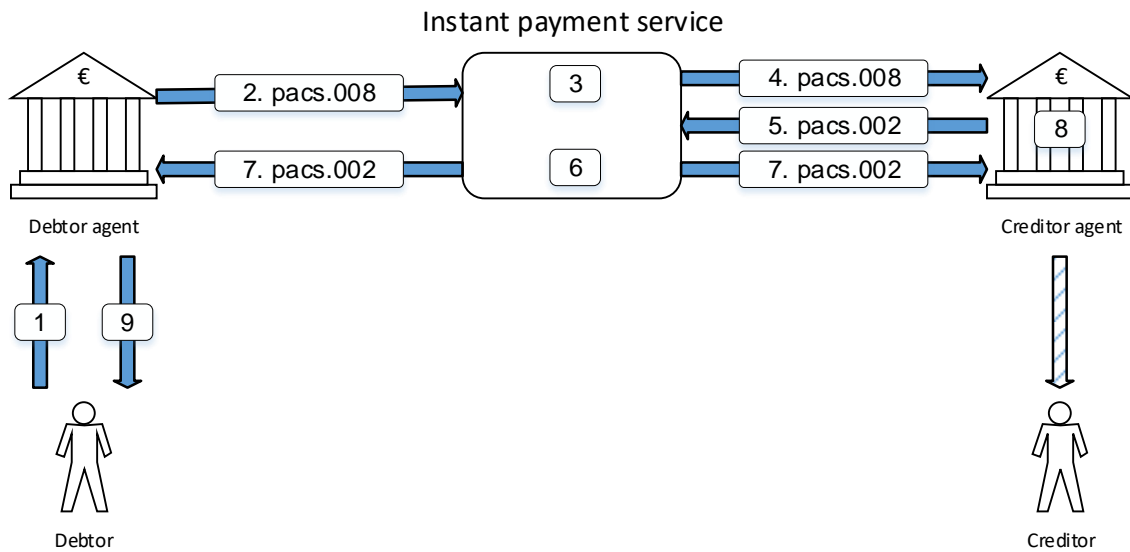 Instant payment service
€
2. pacs.008
3
4. pacs.008
€
5. pacs.002
8
7. pacs.002
6
7. pacs.002
Debtor agent
Creditor agent
1
9
Debtor
Creditor